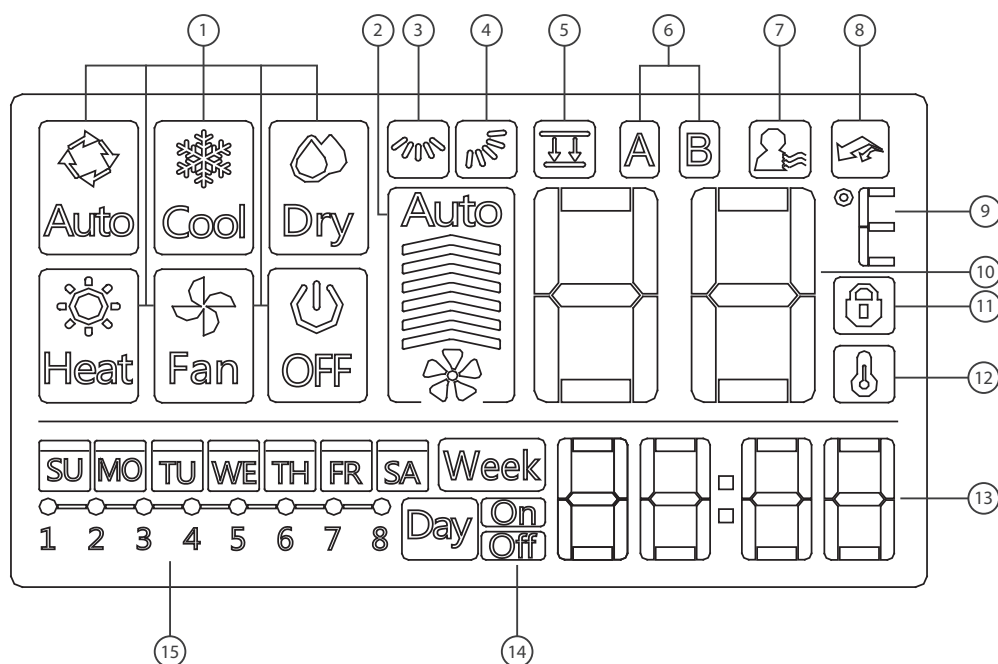 1 2 3 4 5 6 7 8
A B
Auto Cool Dry
Auto
9
10
11
Heat Fan OFF
12
SU MO TU WE TH FR SA Week
88:88
13
1 2 3 4 5 6 7 8
Day On
Off
15 14